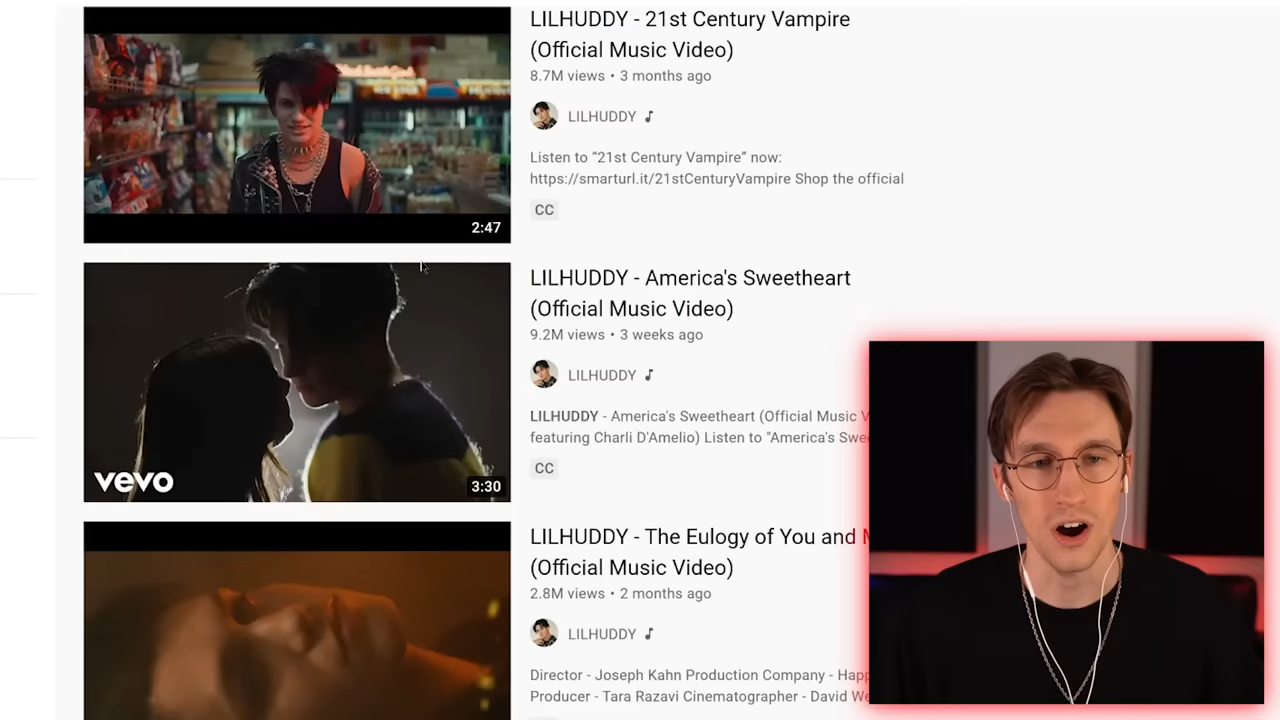 LILHUDDY - 21st Century Vampire
(Official Music Video)
8.7M views • 3 months ago
LILHUDDY
Listen to “21st Century Vampire” now:
https://smarturl.it/21stCenturyVampire Shop the official
CC
2:47
LILHUDDY - America's Sweetheart
(Official Music Video)
9.2M views • 3 weeks ago
LILHUDDY
LILHUDDY - America's Sweetheart (Official Music
featuring Charli D'Amelio) Listen to "America's
CC
vevo
3:30
LILHUDDY - The Eulogy of You and
(Official Music Video)
2.8M views • 2 months ago
LILHUDDY
Director - Joseph Kahn Production Company -
Producer - Tara Razavi Cinematographer - David